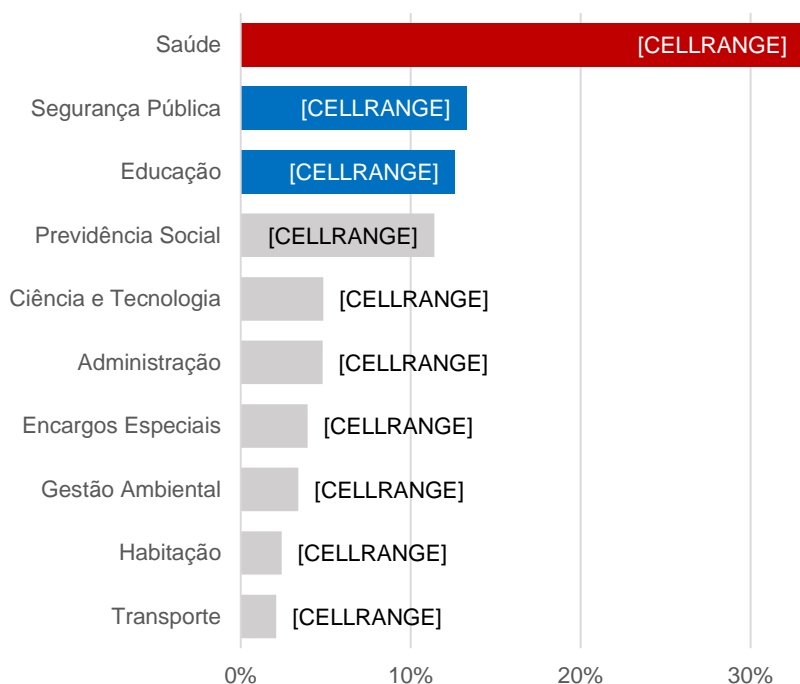 Saúde [CELLRANGE]
Segurança Pública [CELLRANGE]
Educação [CELLRANGE]
Previdência Social [CELLRANGE]
Ciência e Tecnologia [CELLRANGE]
Administração [CELLRANGE]
Encargos Especiais [CELLRANGE]
Gestão Ambiental [CELLRANGE]
Habitação [CELLRANGE]
Transporte [CELLRANGE]
0% 10% 20% 30%